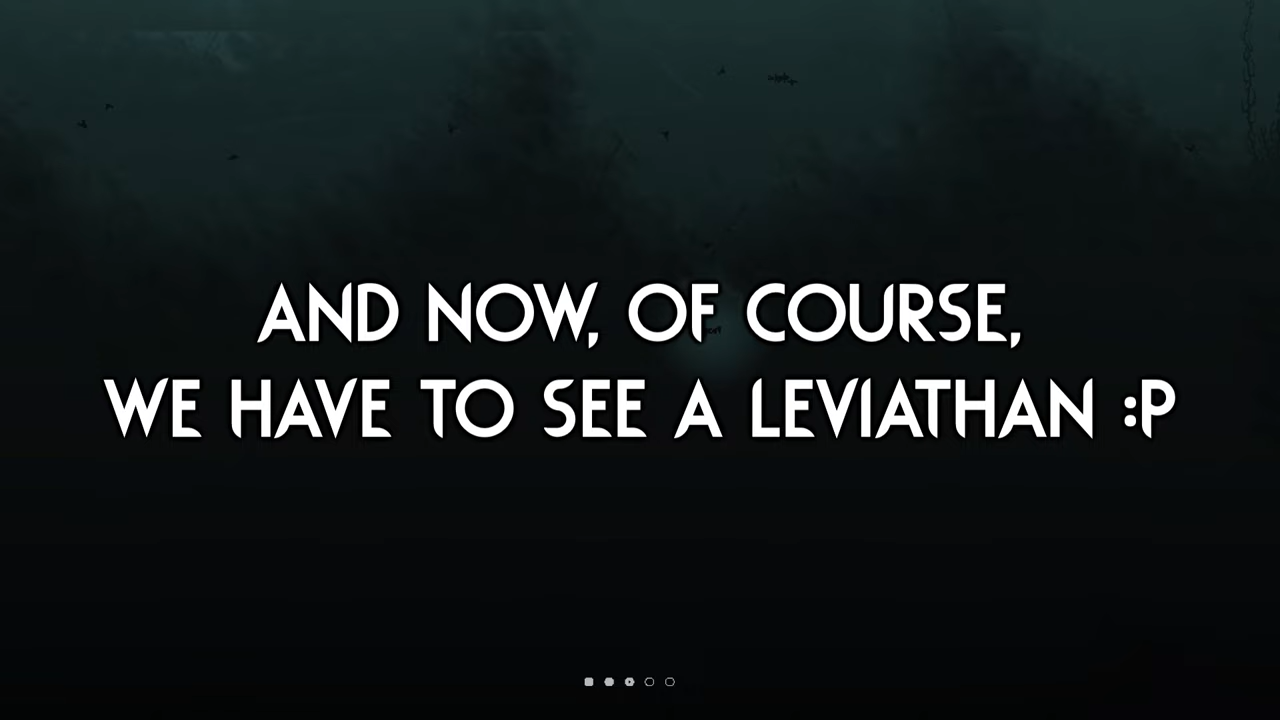 AND NOW, OF COURSE,
WE HAVE TO SEE A LEVIATHAN :P